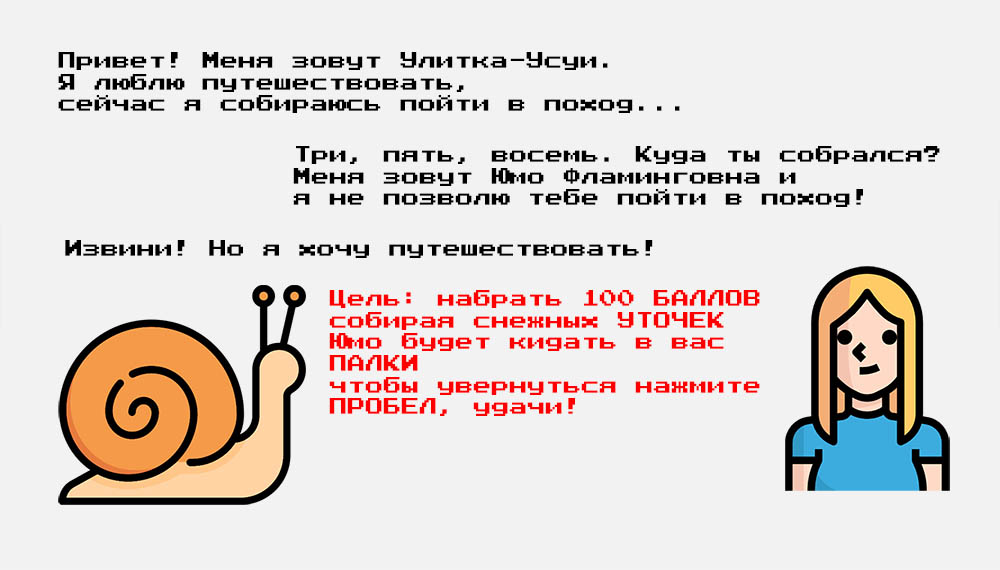 Привет! Меня зовут Улитка-Усуи.
Я люблю путешествовать,
сейчас я собираюсь пойти в поход...
Три, пять, восемь. Куда ты собрался?
Меня зовут Юмо Фламинговна и
я не позволю тебе пойти в поход!
Извини! Но я хочу путешествовать!
Цель: набрать 100 БАЛЛОВ
собирая снежных УТОЧЕК
Юмо будет кидать в вас
ПАЛКИ
чтобы увернуться нажмите
ПРОБЕЛ, удачи!